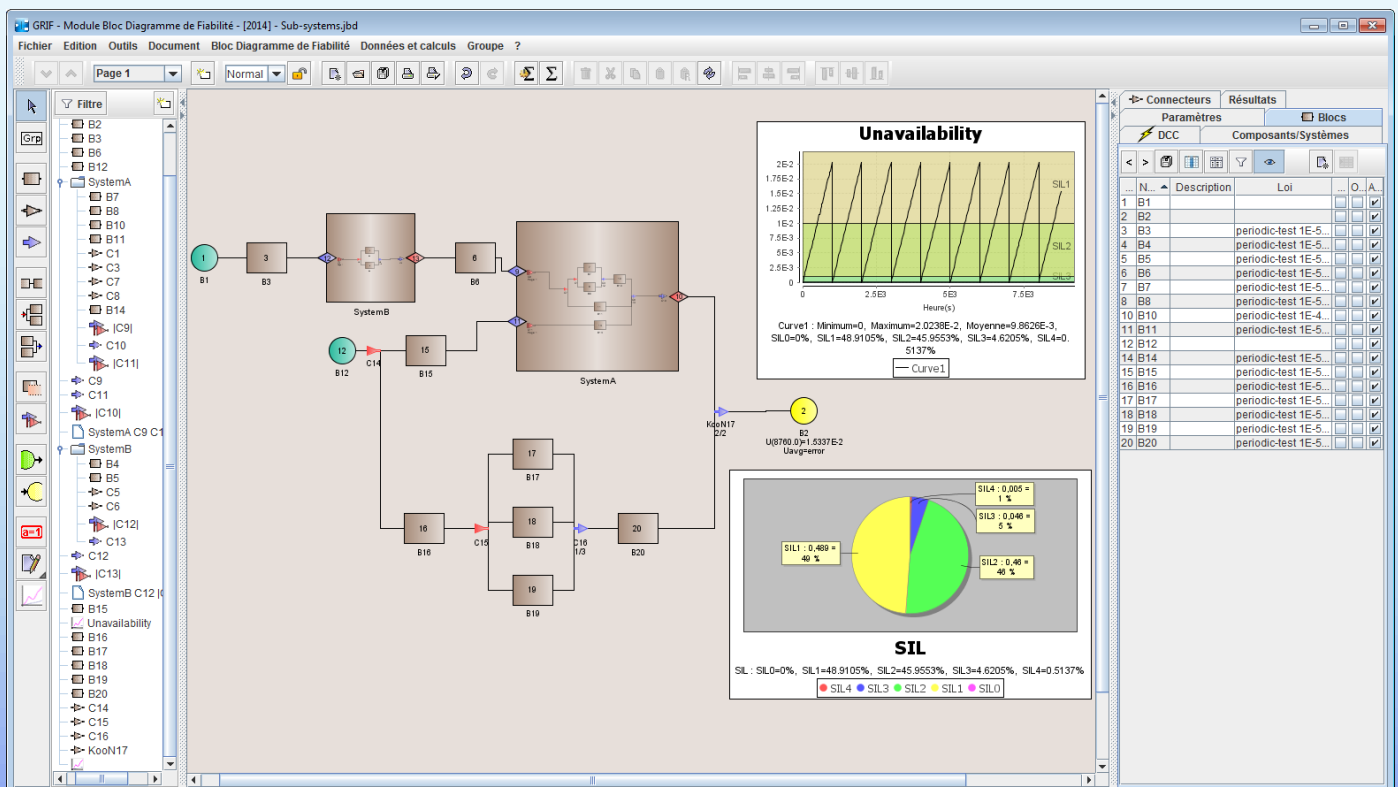 GRIF - Module Bloc Diagramme de Fiabilité - [2014] - Sub-systems.jbd
Fichier Edition Outils Document Bloc Diagramme de Fiabilité Données et calculs Groupe ?
Page 1 Normal
Filtre
Grp
a=1
B2
B3
B6
B12
SystemA
B7
B8
B10
B11
C1
C3
C7
C8
B14
|C9|
C10
|C11|
C9
C11
|C10|
SystemA C9 C1
SystemB
B4
B5
C5
C6
|C12|
C13
C12
|C13|
SystemB C12 |C
B15
Unavailability
B16
B17
B18
B19
B20
C14
C15
C16
KooN17
1
B1
3
B3
12
13
SystemB
6
B6
9
11
10
SystemA
12
B12
C14
15
B15
16
B16
C15
17
B17
18
B18
19
B19
C16
1/3
20
B20
KooN17
2/2
2
B2
U(8760.0)=1.5337E-2
Uavg=error
Unavailability
2E-2
1.75E-2
1.5E-2
1.25E-2
1E-2
7.5E-3
5E-3
2.5E-3
0
SIL1
SIL2
SIL3
0 2.5E3 5E3 7.5E3
Heure(s)
Curve1 : Minimum=0, Maximum=2.0238E-2, Moyenne=9.8626E-3,
SIL0=0%, SIL1=48.9105%, SIL2=45.9553%, SIL3=4.6205%, SIL4=0.
5137%
Curve1
SIL4 : 0,005 =
1 %
SIL3 : 0,046 =
5 %
SIL1 : 0,489 =
49 %
SIL2 : 0,46 =
46 %
SIL
SIL : SIL0=0%, SIL1=48.9105%, SIL2=45.9553%, SIL3=4.6205%, SIL4=0.5137%
SIL4 SIL3 SIL2 SIL1 SIL0
Connecteurs Résultats
Paramètres Blocs
DCC Composants/Systèmes
< >
... N... Description Loi ... O... A...
1 B1
2 B2
3 B3 periodic-test 1E-5...
4 B4 periodic-test 1E-5...
5 B5 periodic-test 1E-5...
6 B6 periodic-test 1E-5...
7 B7 periodic-test 1E-5...
8 B8 periodic-test 1E-5...
10 B10 periodic-test 1E-4...
11 B11 periodic-test 1E-5...
12 B12
14 B14 periodic-test 1E-5...
15 B15 periodic-test 1E-5...
16 B16 periodic-test 1E-5...
17 B17 periodic-test 1E-5...
18 B18 periodic-test 1E-5...
19 B19 periodic-test 1E-5...
20 B20 periodic-test 1E-5...